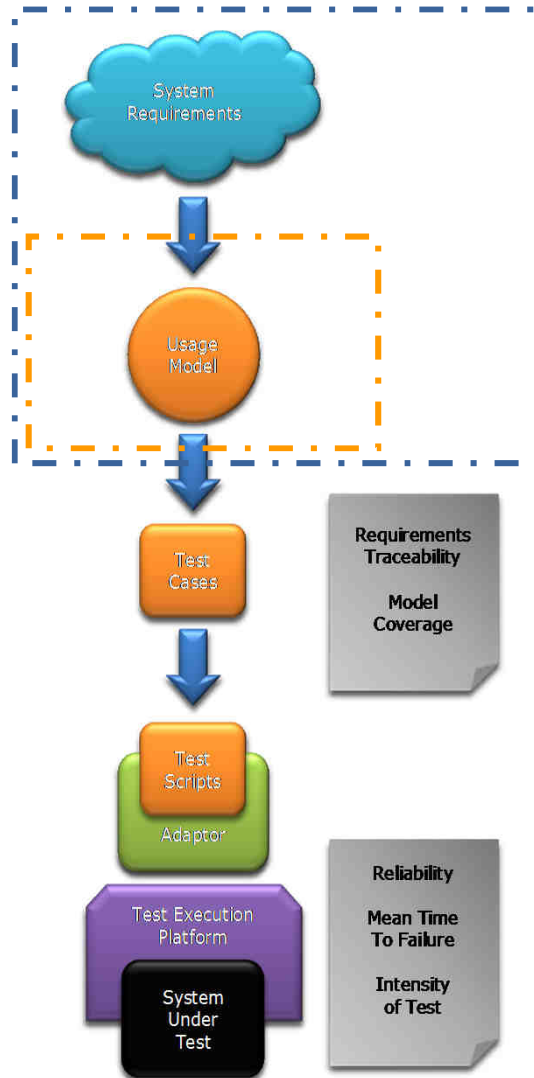 System
Requirements
Usage
Model
Test
Cases
Requirements
Traceability
Model
Coverage
Test
Scripts
Adaptor
Test Execution
Platform
System
Under
Test
Reliability
Mean Time
To Failure
Intensity
of Test